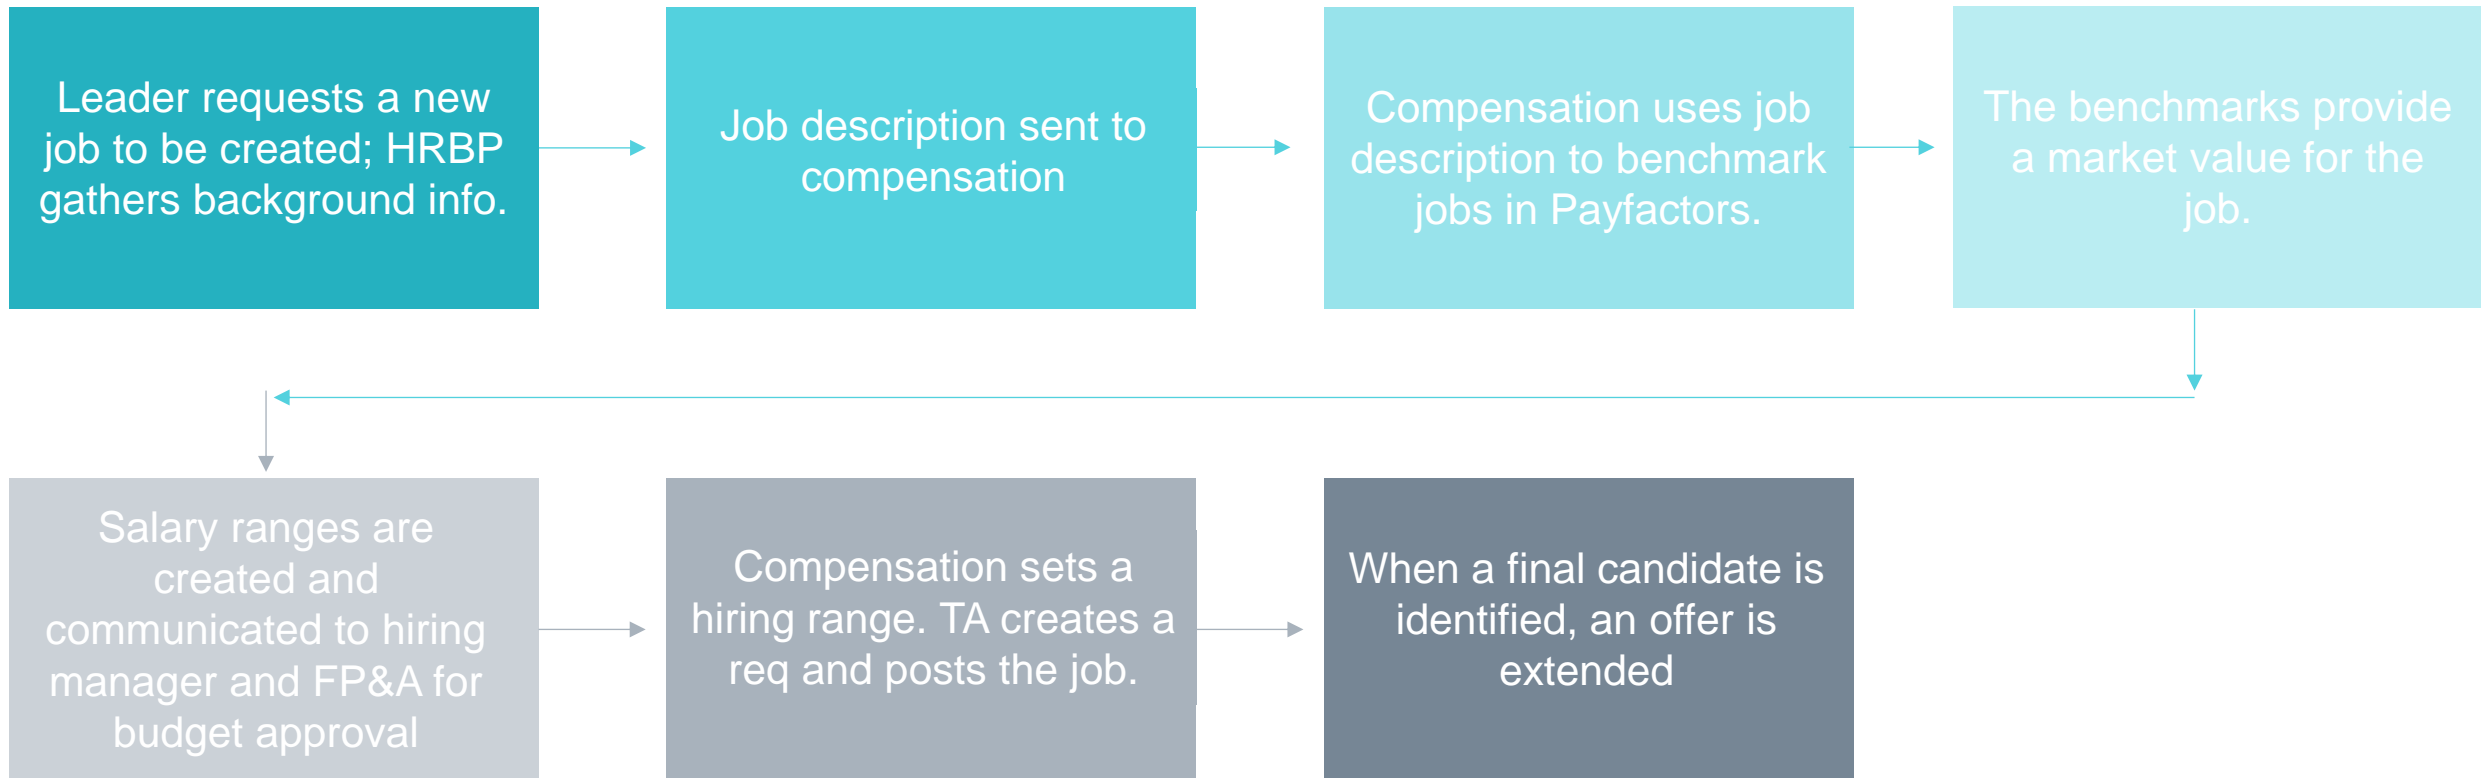 Leader requests a new
job to be created; HRBP
gathers background info.
Job description sent to
compensation
Compensation uses job
description to benchmark
jobs in Payfactors.
The benchmarks provide
a market value for the
job.
Salary ranges are
created and
communicated to hiring
manager and FP&A for
budget approval
Compensation sets a
hiring range. TA creates a
req and posts the job.
When a final candidate is
identified, an offer is
extended